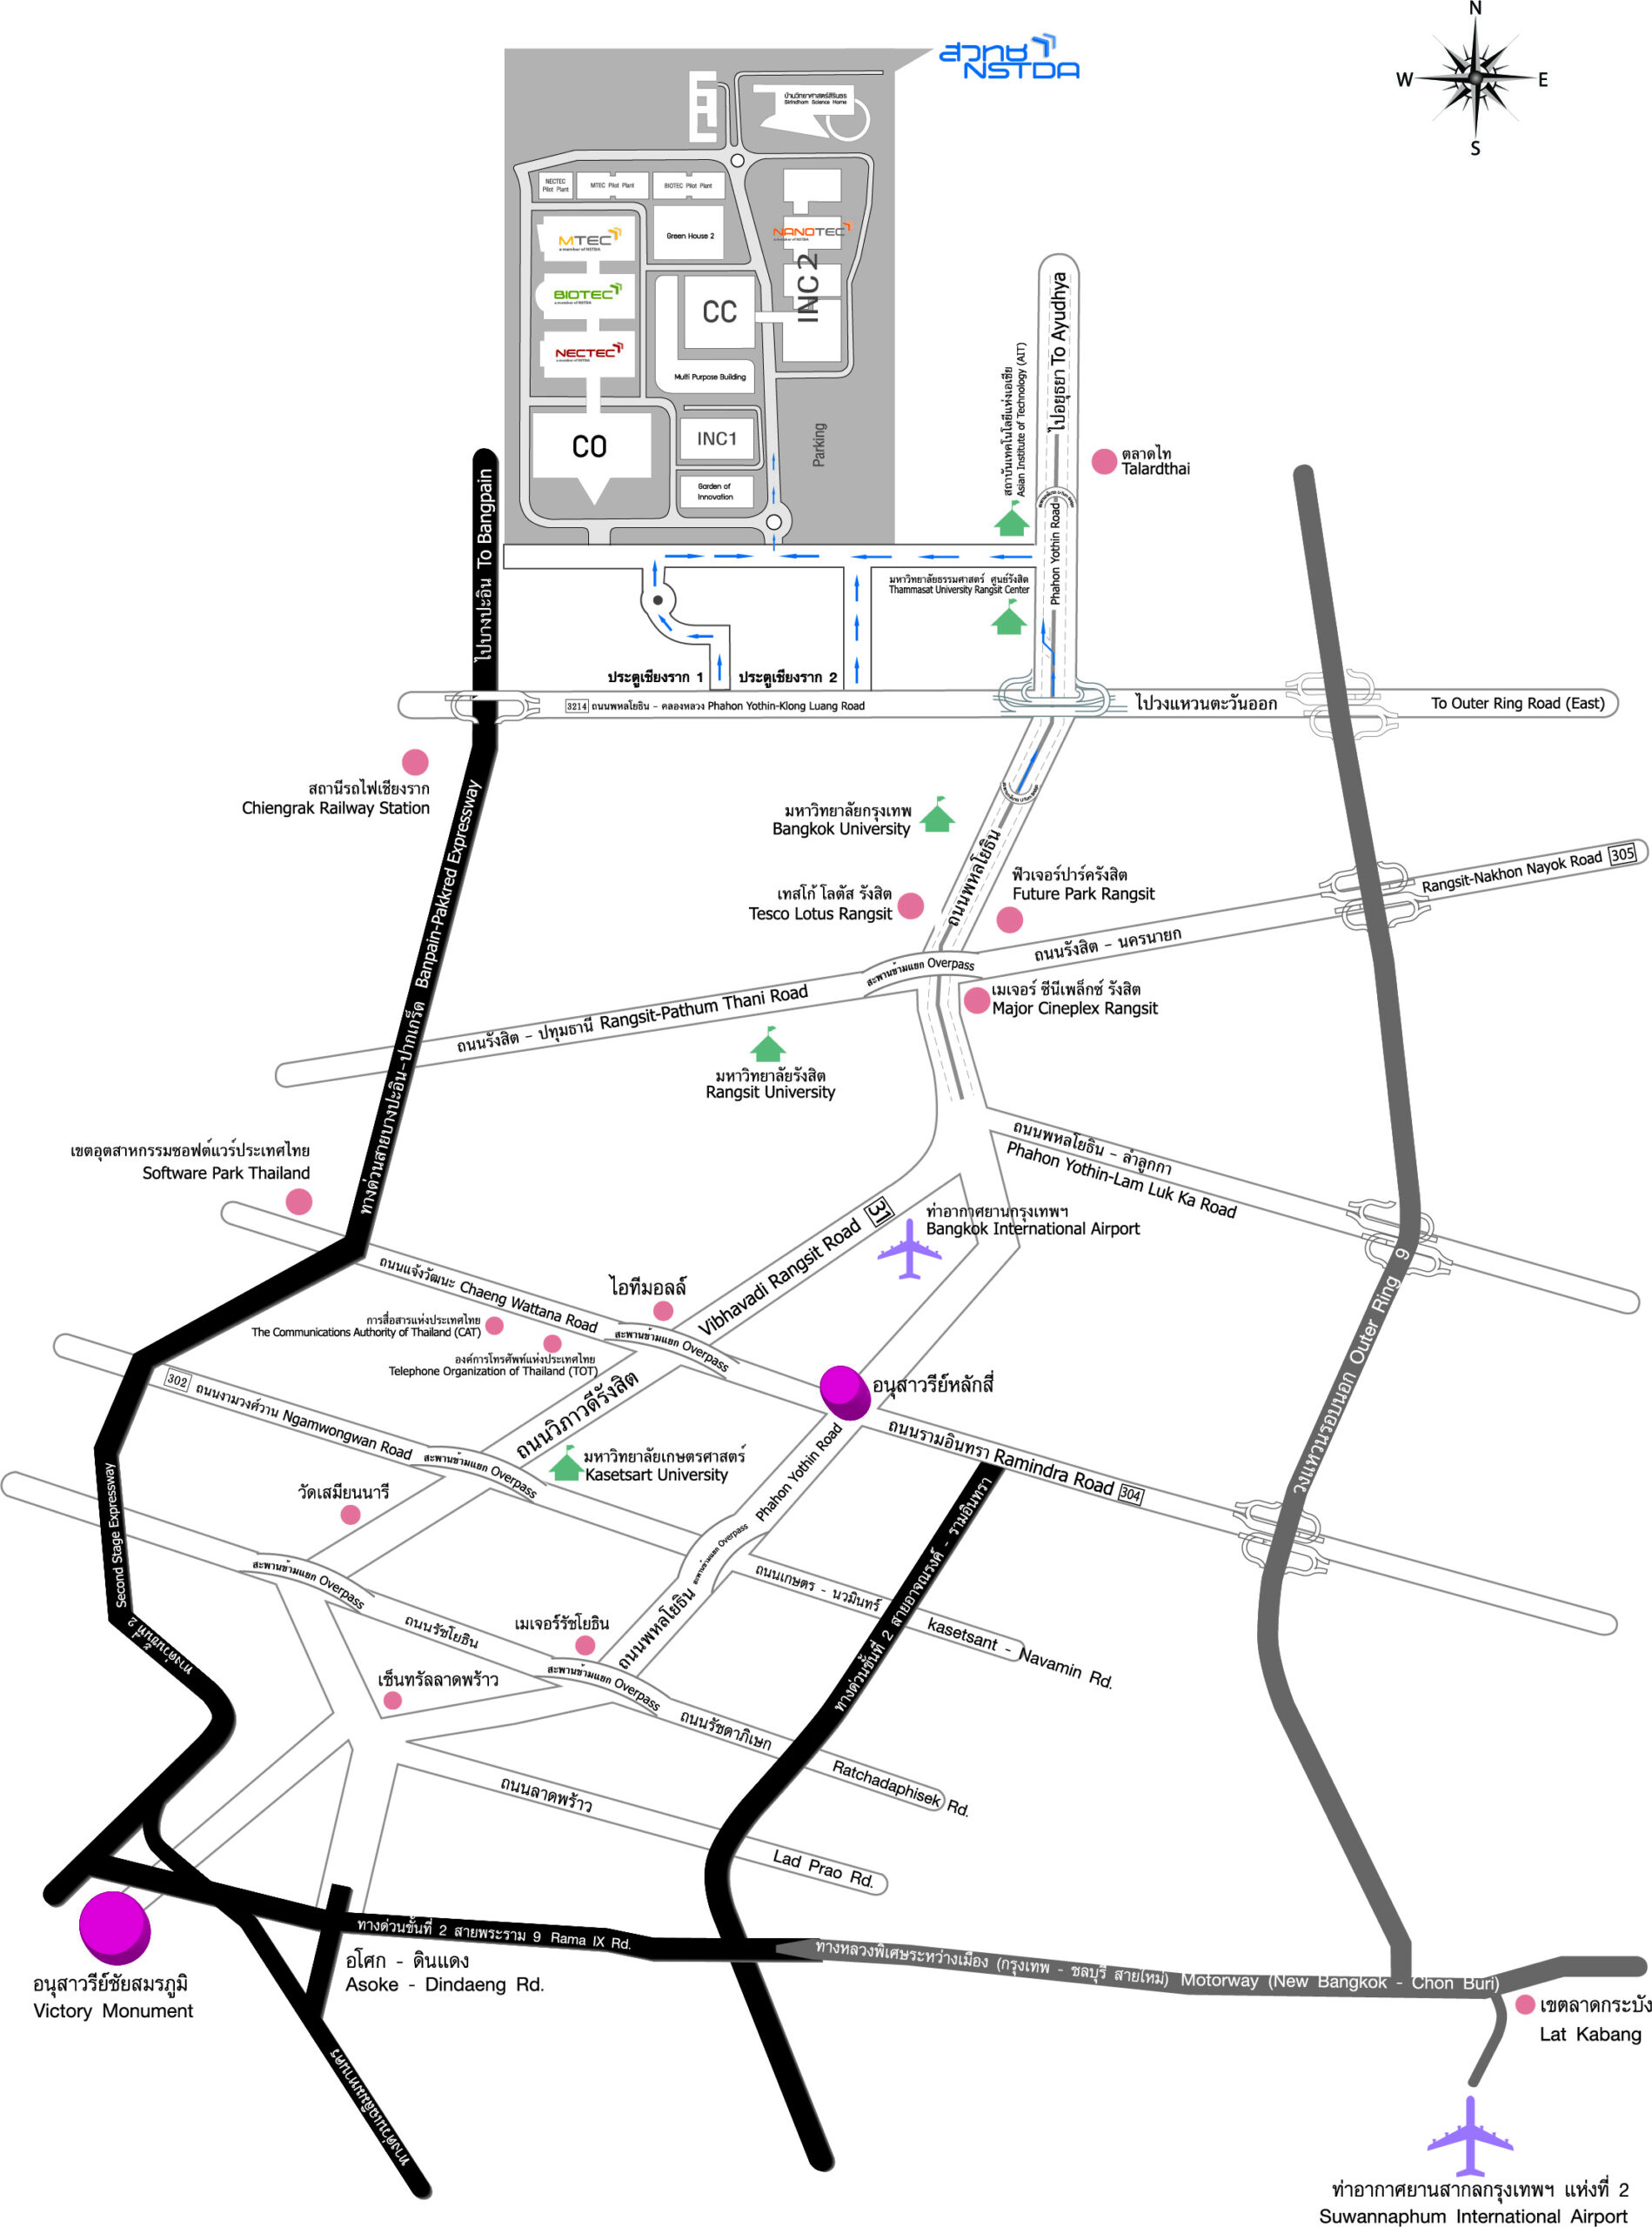 N
W
E
S
สวทช
NSTDA
บ้านวิทยาศาสตร์สิรินธร
Sirindhorn Science Home
NECTEC
Pilot Plant
MTEC Pilot Plant
BIOTEC Pilot Plant
MTEC
a member of NSTDA
Green House 2
NANOTEC
a member of NSTDA
BIOTEC
a member of NSTDA
CC
INC 2
NECTEC
a member of NSTDA
Multi Purpose Building
CO
INC1
Parking
Garden of
Innovation
ไปอยุธยา To Ayudhya
สถาบันเทคโนโลยีแห่งเอเชีย
Asian Institute of Technology (AIT)
ตลาดไท
Talardthai
Phahon Yothin Road
ไปบางปะอิน To Bangpain
มหาวิทยาลัยธรรมศาสตร์ ศูนย์รังสิต
Thammasat University Rangsit Center
ประตูเชียงราก 1
ประตูเชียงราก 2
3214 ถนนพหลโยธิน - คลองหลวง Phahon Yothin-Klong Luang Road
ไปวงแหวนตะวันออก
To Outer Ring Road (East)
สถานีรถไฟเชียงราก
Chiengrak Railway Station
มหาวิทยาลัยกรุงเทพ
Bangkok University
ถนนพหลโยธิน
เทสโก้ โลตัส รังสิต
Tesco Lotus Rangsit
ฟิวเจอร์ปาร์ครังสิต
Future Park Rangsit
Rangsit-Nakhon Nayok Road 305
ถนนรังสิต - นครนายก
สะพานข้ามแยก Overpass
เมเจอร์ ซีนีเพล็กซ์ รังสิต
Major Cineplex Rangsit
ถนนรังสิต - ปทุมธานี Rangsit-Pathum Thani Road
มหาวิทยาลัยรังสิต
Rangsit University
ทางด่วนสายบางปะอิน-ปากเกร็ด Banpain-Pakkred Expressway
เขตอุตสาหกรรมซอฟต์แวร์ประเทศไทย
Software Park Thailand
ถนนพหลโยธิน - ลำลูกกา
Phahon Yothin-Lam Luk Ka Road
ท่าอากาศยานกรุงเทพฯ
Bangkok International Airport
Vibhavadi Rangsit Road 31
ถนนแจ้งวัฒนะ Chaeng Wattana Road
ไอทีมอลล์
สะพานข้ามแยก Overpass
การสื่อสารแห่งประเทศไทย
The Communications Authority of Thailand (CAT)
องค์การโทรศัพท์แห่งประเทศไทย
Telephone Organization of Thailand (TOT)
อนุสาวรีย์หลักสี่
302 ถนนงามวงศ์วาน Ngamwongwan Road
ถนนวิภาวดีรังสิต
สะพานข้ามแยก Overpass
มหาวิทยาลัยเกษตรศาสตร์
Kasetsart University
Phahon Yothin Road
ถนนรามอินทรา Ramindra Road 304
วงแหวนรอบนอก Outer Ring 9
วัดเสมียนนารี
Second Stage Expressway
ทางด่วนขั้นที่ 2
สะพานข้ามแยก Overpass
สะพานข้ามแยก Overpass
ถนนเกษตร - นวมินทร์
kasetsant - Navamin Rd.
ทางด่วนขั้นที่ 2 สายอาจณรงค์ - รามอินทรา
ถนนพหลโยธิน
ถนนรัชโยธิน
เมเจอร์รัชโยธิน
สะพานข้ามแยก Overpass
เซ็นทรัลลาดพร้าว
ถนนรัชดาภิเษก
Ratchadaphisek Rd.
ถนนลาดพร้าว
Lad Prao Rd.
ทางด่วนขั้นที่ 2 สายพระราม 9 Rama IX Rd.
ทางหลวงพิเศษระหว่างเมือง (กรุงเทพ - ชลบุรี สายใหม่) Motorway (New Bangkok - Chon Buri)
อโศก - ดินแดง
Asoke - Dindaeng Rd.
อนุสาวรีย์ชัยสมรภูมิ
Victory Monument
เขตลาดกระบัง
Lat Kabang
ทางด่วนเฉลิมมหานคร
ท่าอากาศยานสากลกรุงเทพฯ แห่งที่ 2
Suwannaphum International Airport